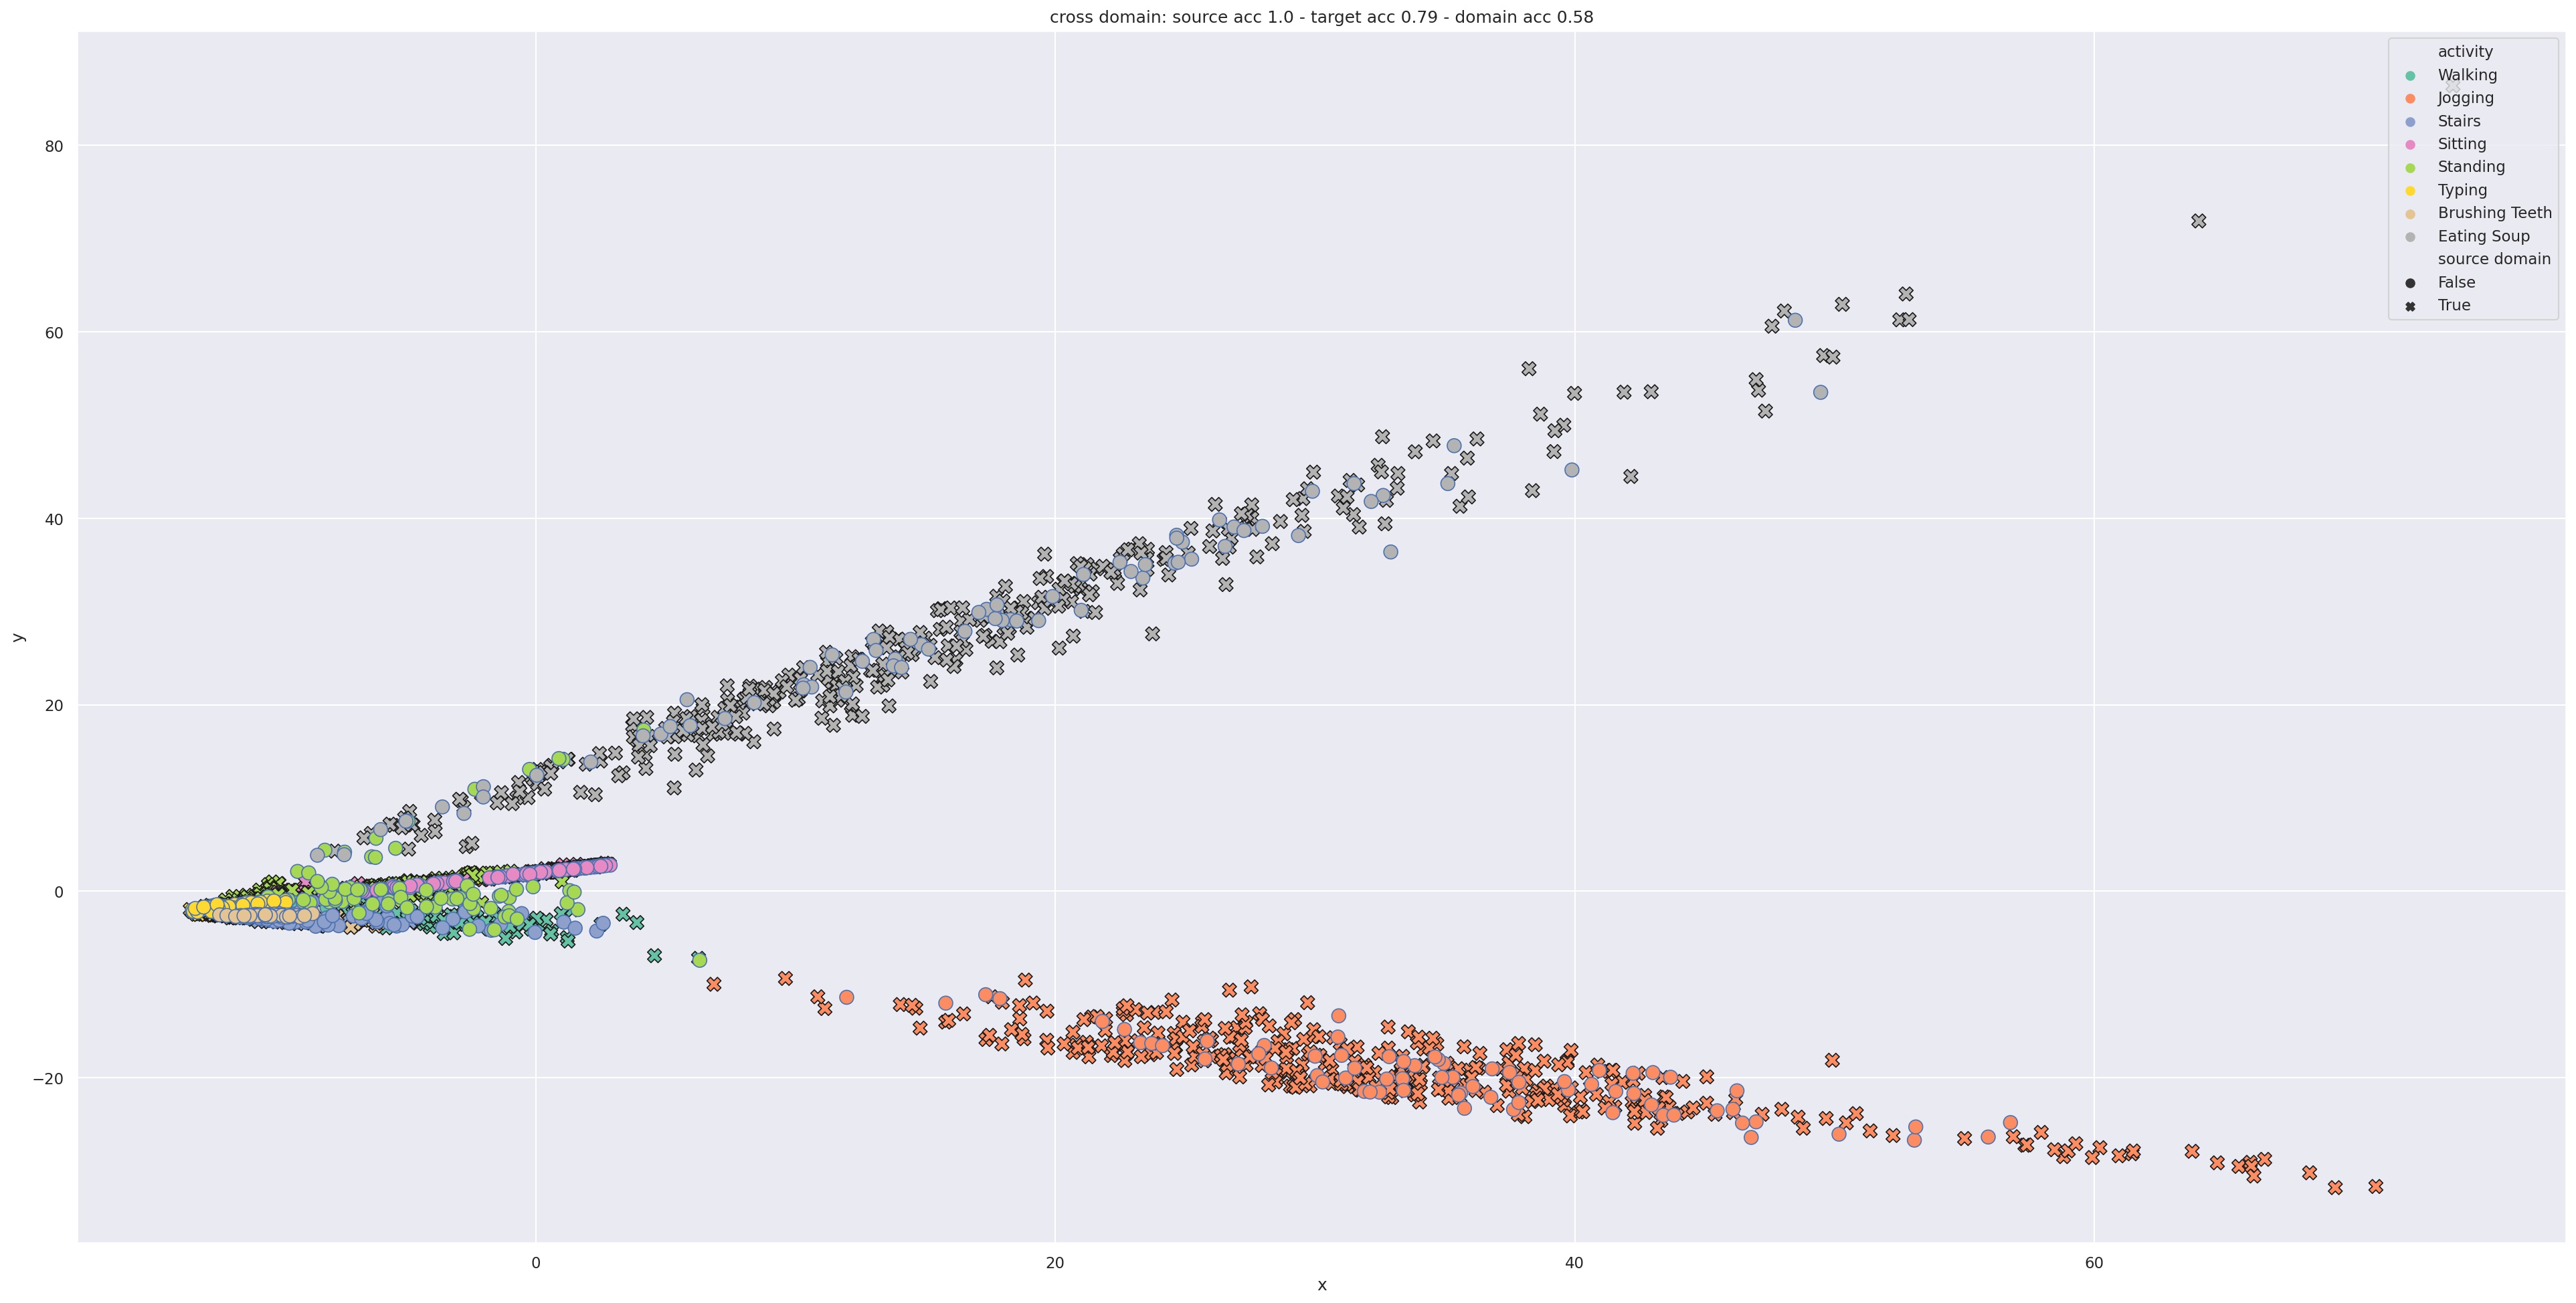 cross domain: source acc 1.0 - target acc 0.79 - domain acc 0.58
activity
Walking
Jogging
Stairs
Sitting
Standing
Typing
Brushing Teeth
Eating Soup
source domain
False
True
80
60
40
20
0
−20
y
0
20
40
60
x